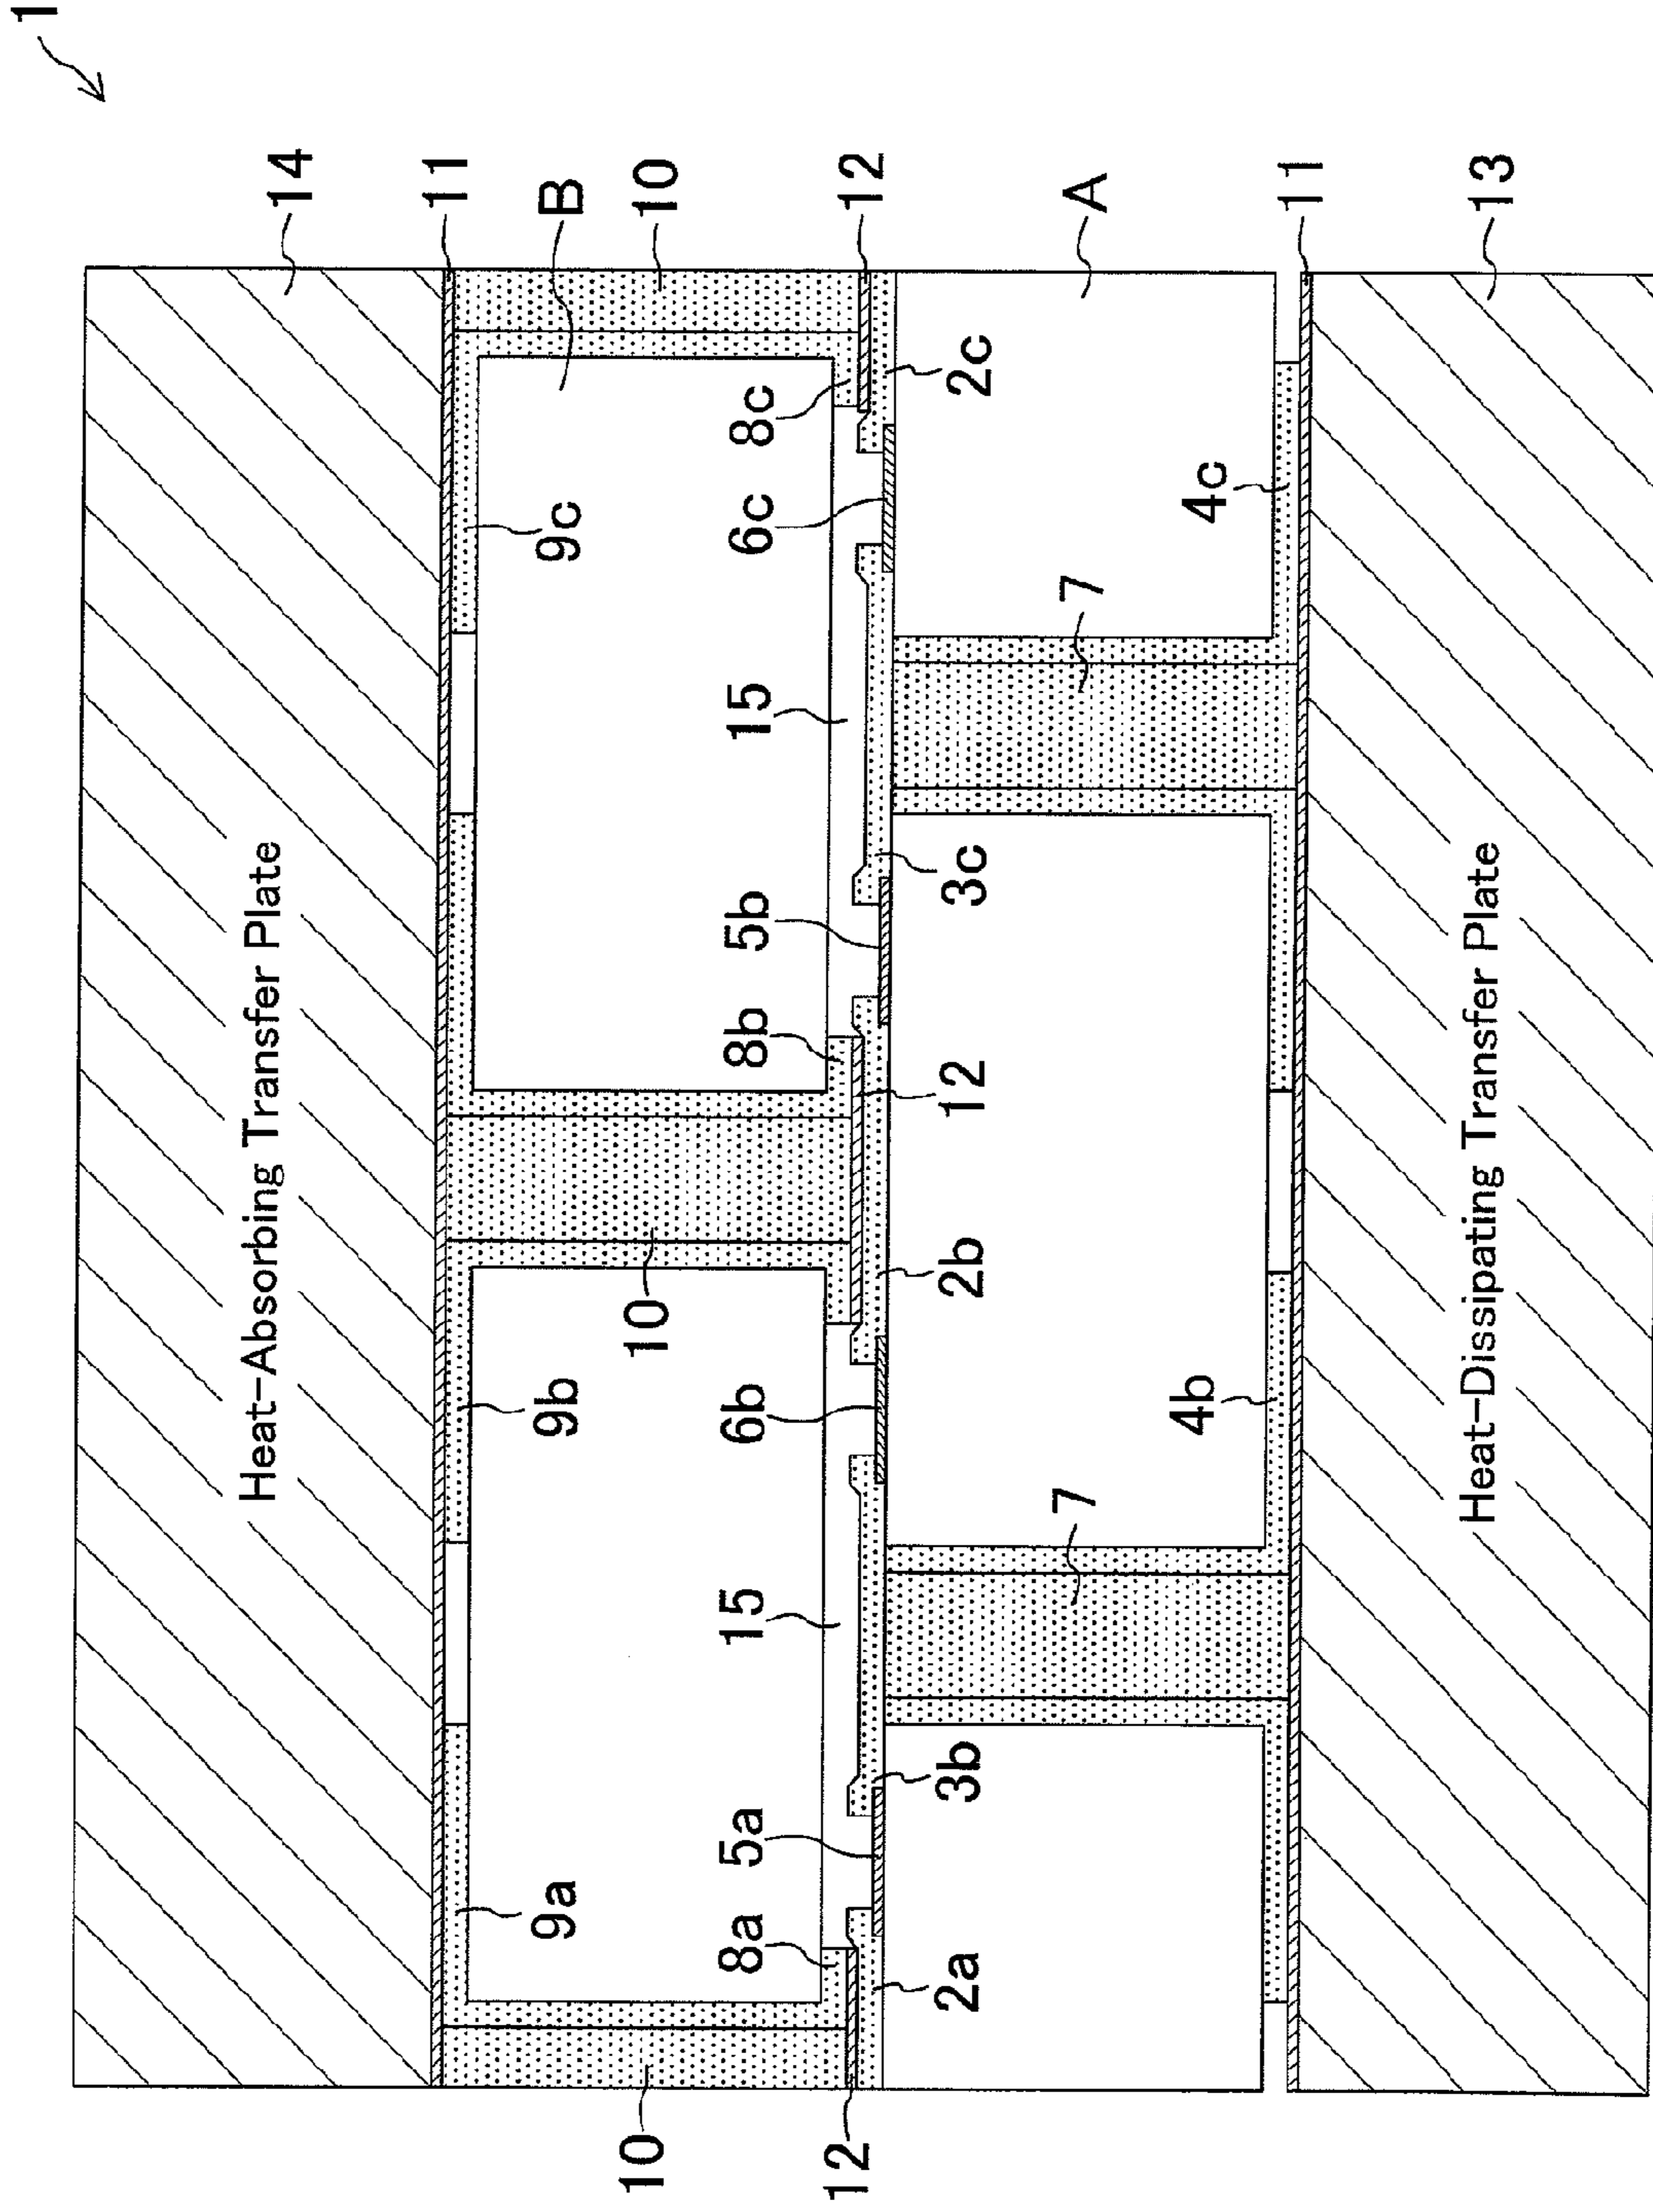 1
Heat-Absorbing Transfer Plate
14
11
9a
9b
9c
B
10
10
10
8a
5a
15
6b
8b
5b
15
6c
8c
12
12
2a
3b
2b
12
3c
2c
7
7
A
4b
4c
11
Heat-Dissipating Transfer Plate
13